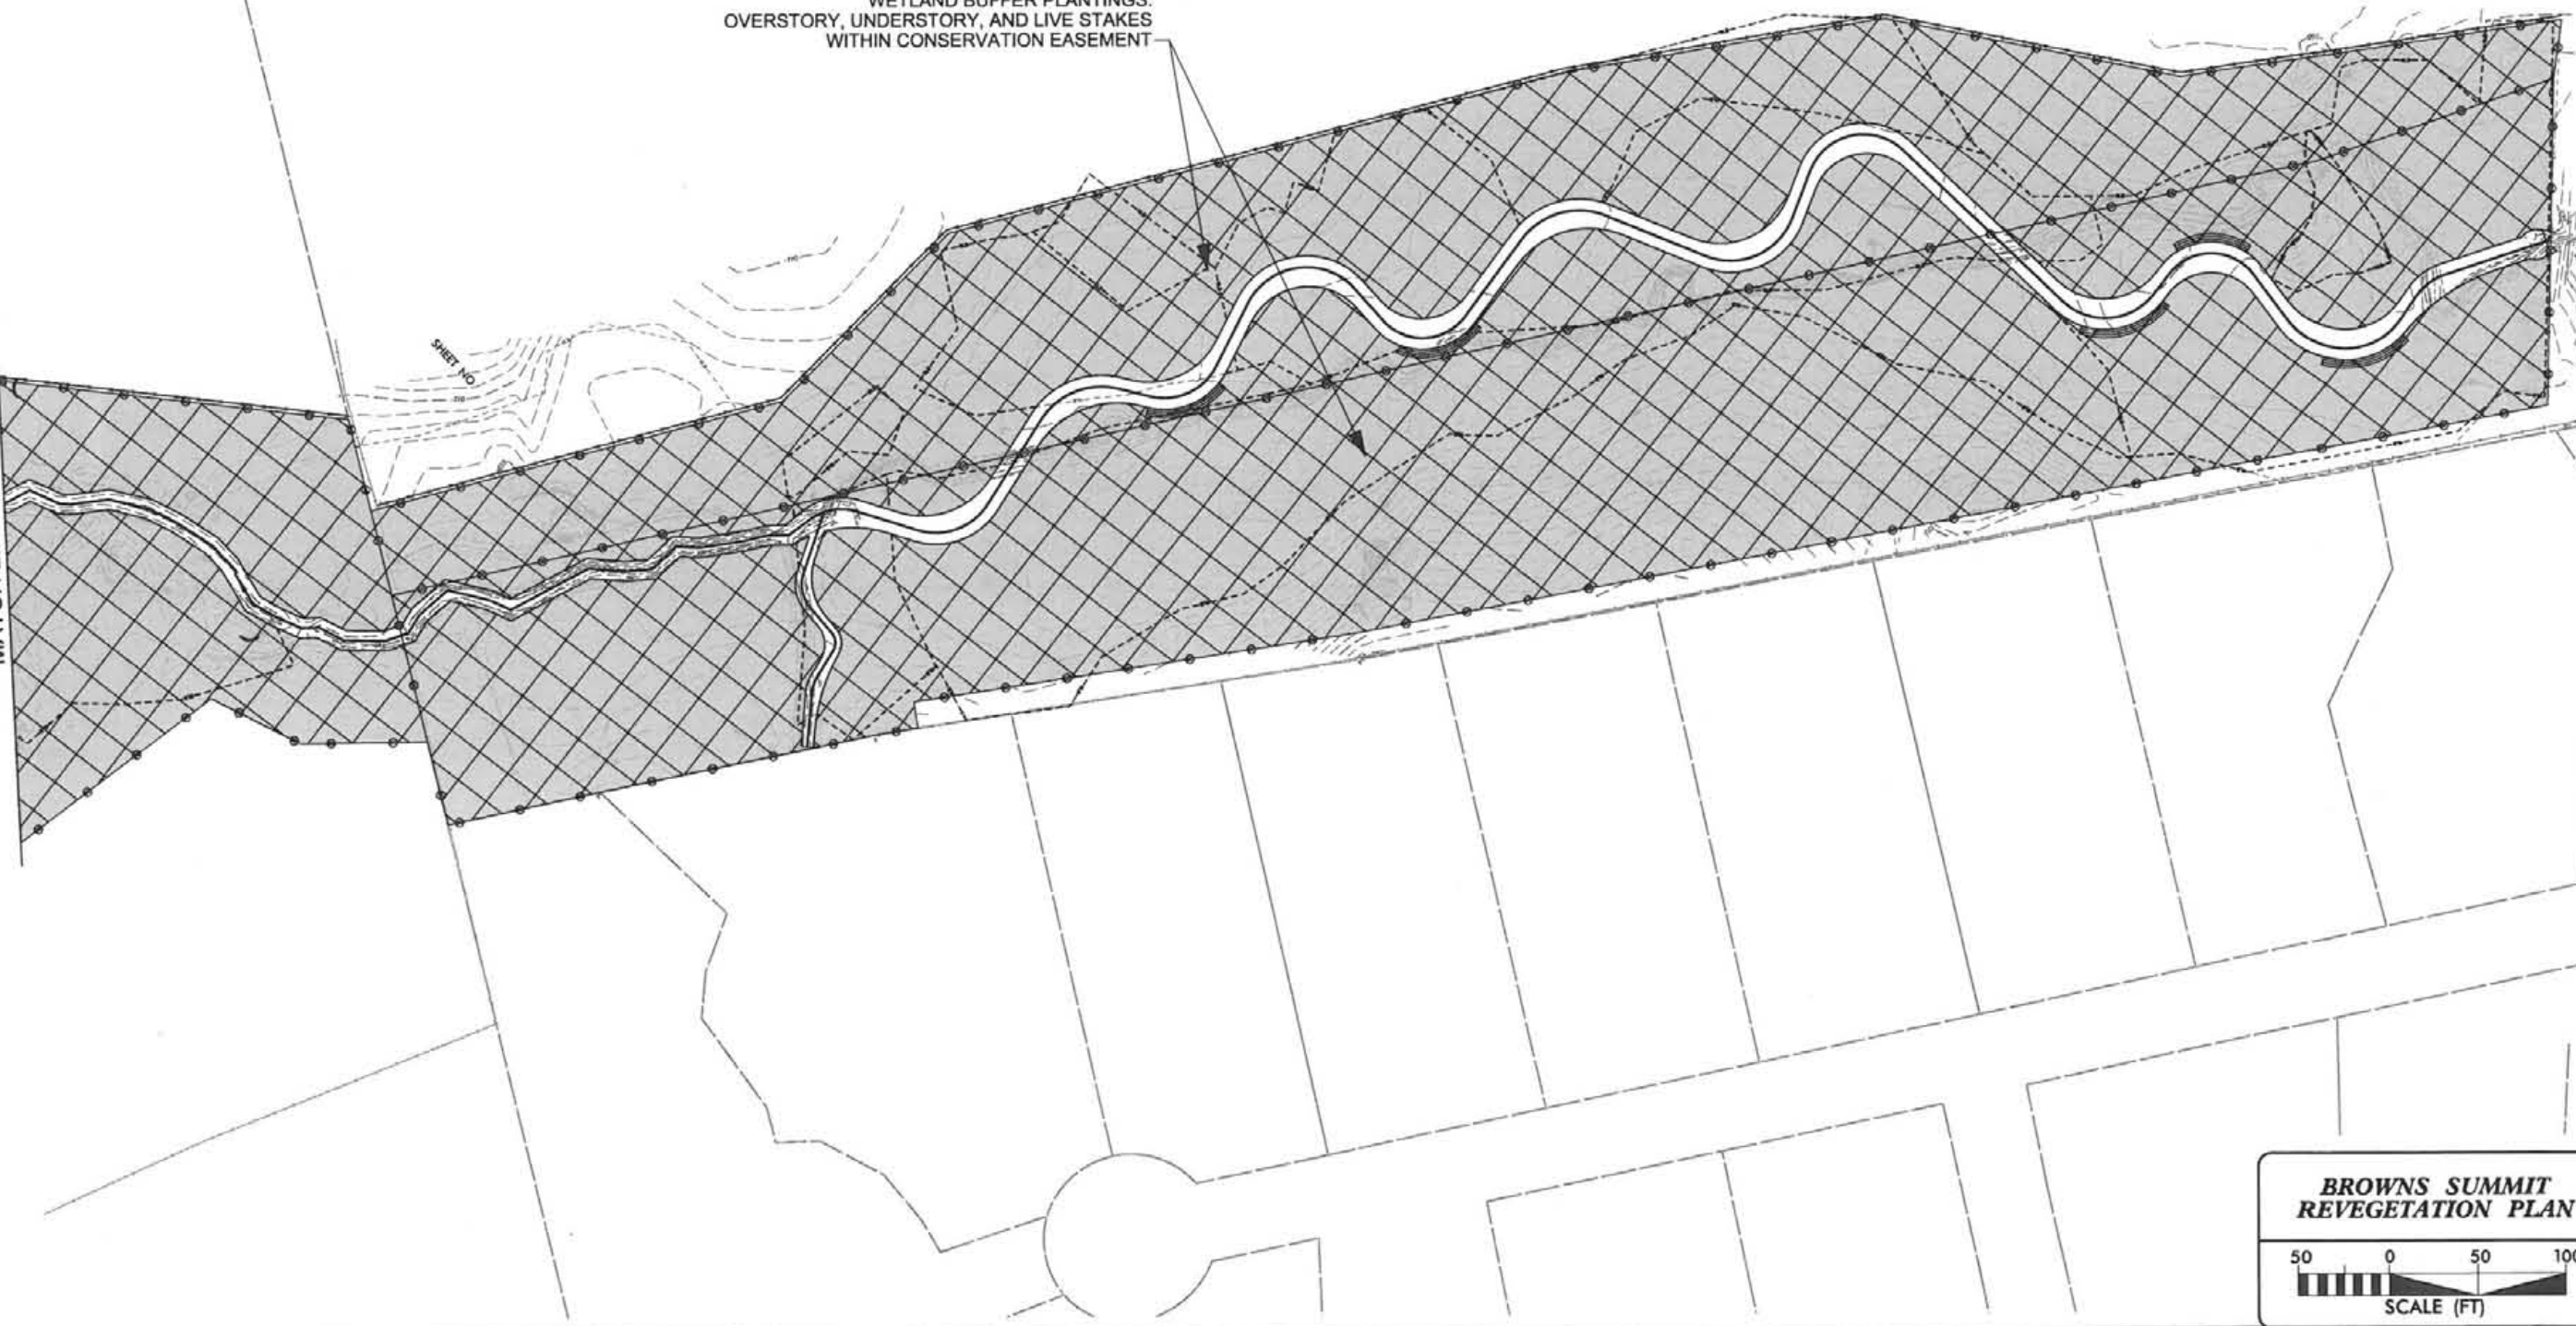 WETLAND BUFFER PLANTINGS:
OVERSTORY, UNDERSTORY, AND LIVE STAKES
WITHIN CONSERVATION EASEMENT
SHEET NO
BROWNS SUMMIT
REVEGETATION PLAN
50 0 50 100
SCALE (FT)